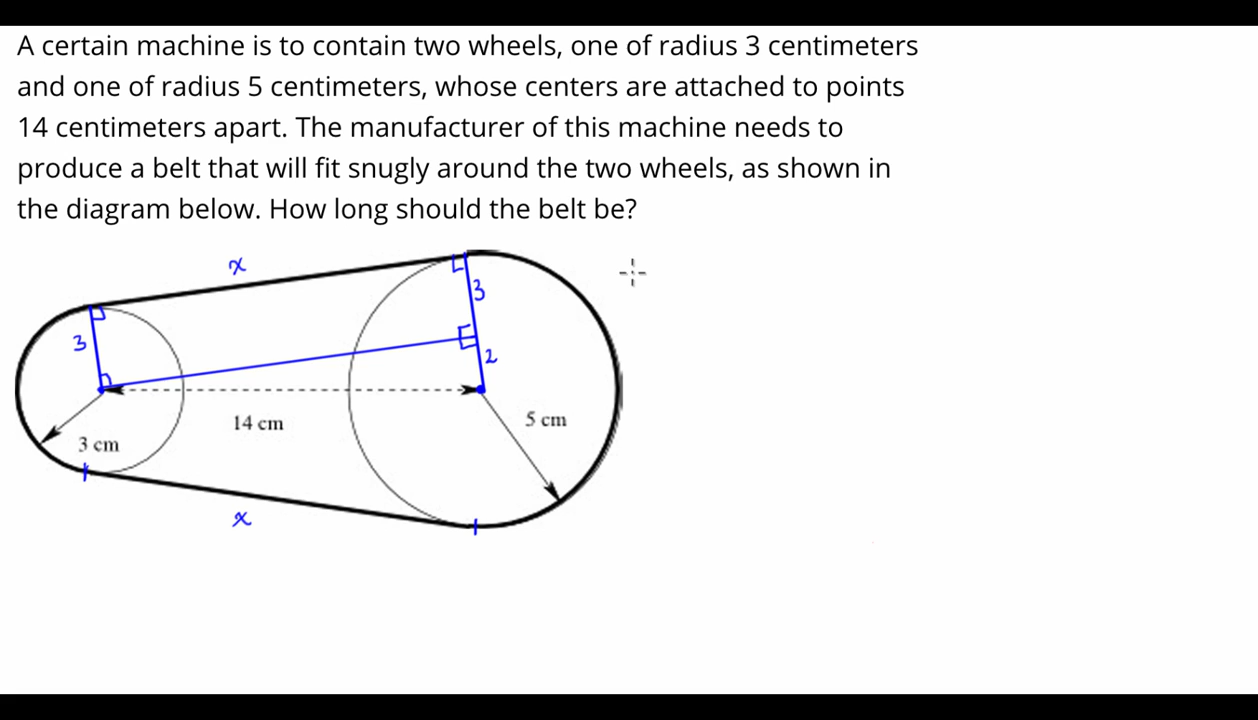 A certain machine is to contain two wheels, one of radius 3 centimeters
and one of radius 5 centimeters, whose centers are attached to points
14 centimeters apart. The manufacturer of this machine needs to
produce a belt that will fit snugly around the two wheels, as shown in
the diagram below. How long should the belt be?
x
3
3
2
14 cm
5 cm
3 cm
x